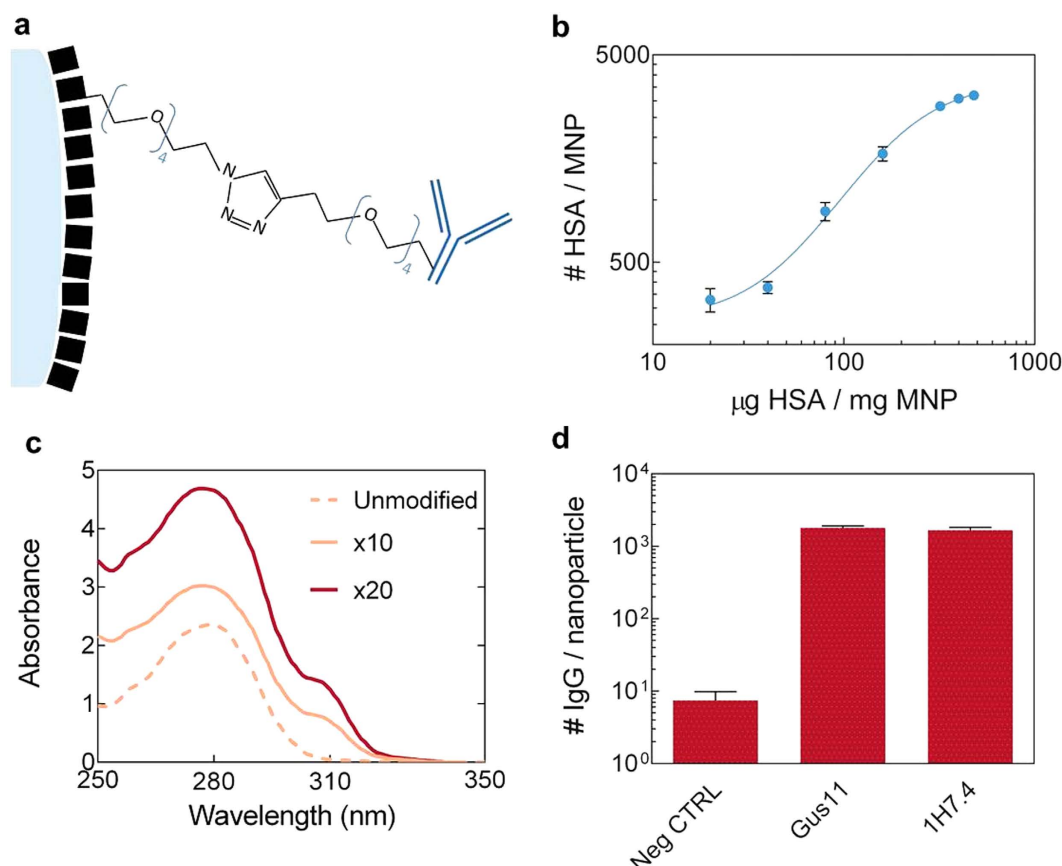 a
O
4
N
N
N
O
4
b
5000
500
# HSA / MNP
10
100
1000
µg HSA / mg MNP
c
5
4
3
2
1
0
Absorbance
Unmodified
x10
x20
250
280
310
350
Wavelength (nm)
d
10⁴
10³
10²
10¹
10⁰
# IgG / nanoparticle
Neg CTRL
Gus11
1H7.4